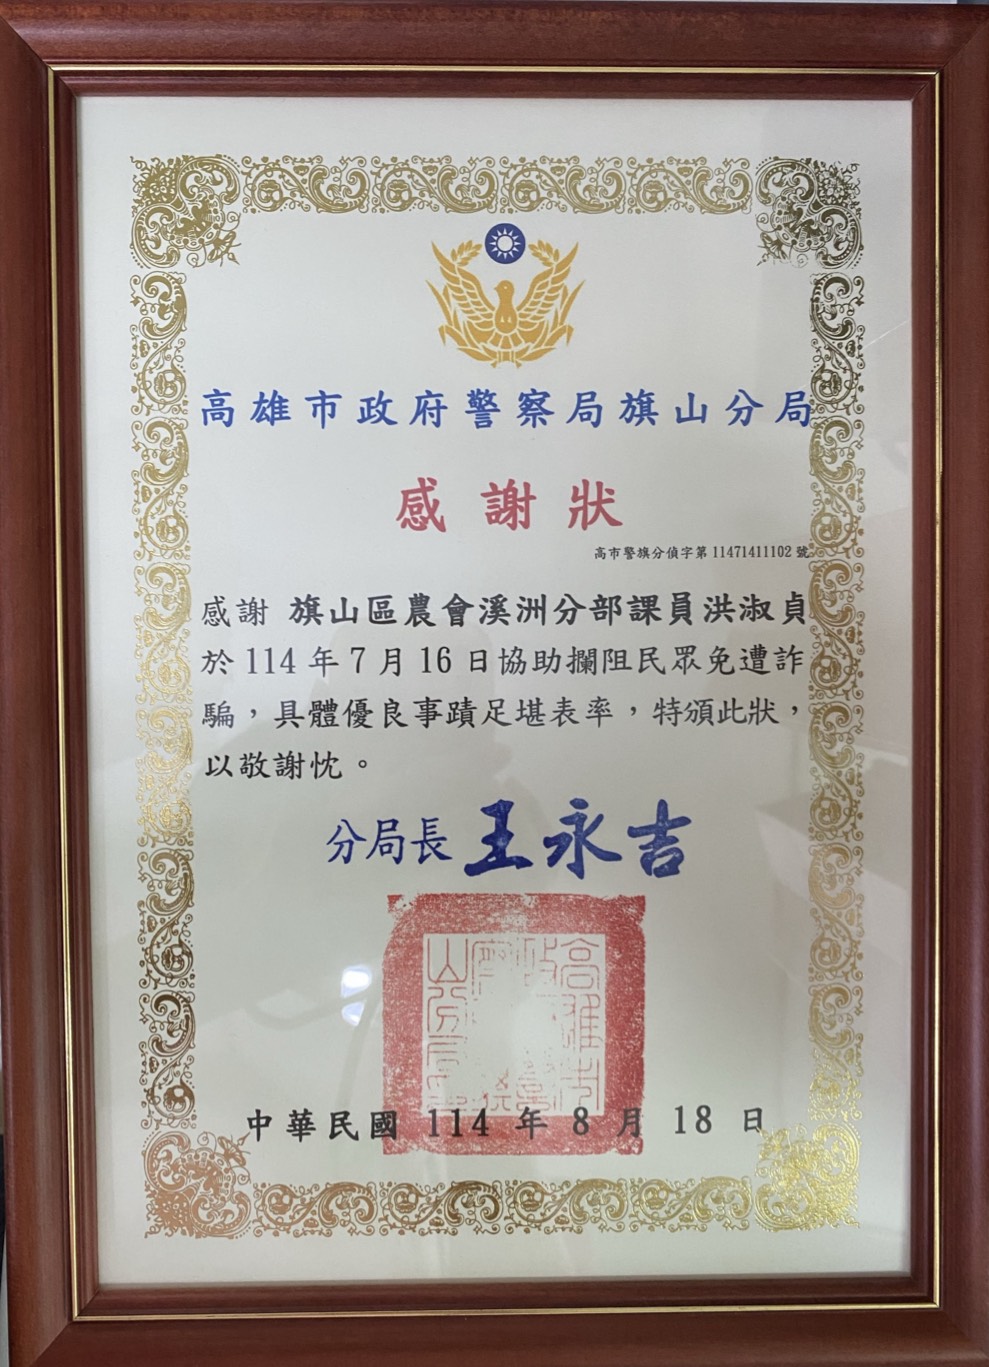 高雄市政府警察局旗山分局
感謝狀
高市警旗分偵字第11471411102號
感謝 旗山區農會溪洲分部課員洪淑貞
於114年7月16日協助攔阻民眾免遭詐
騙，具體優良事蹟足堪表率，特頒此狀，
以敬謝忱。
分局長 王永吉
中華民國 114 年 8 月 18 日